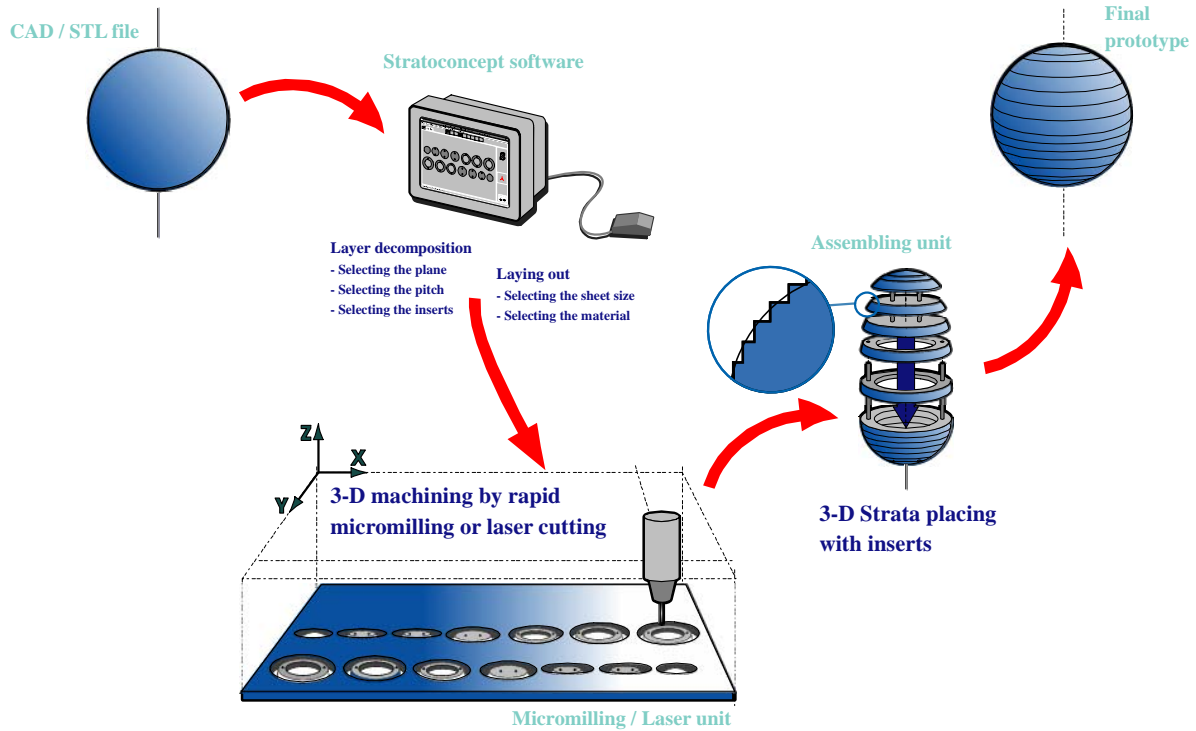 CAD / STL file
Stratoconcept software
Final
prototype
Layer decomposition
- Selecting the plane
- Selecting the pitch
- Selecting the inserts
Laying out
- Selecting the sheet size
- Selecting the material
Assembling unit
Z
X
Y
3-D machining by rapid
micromilling or laser cutting
3-D Strata placing
with inserts
Micromilling / Laser unit